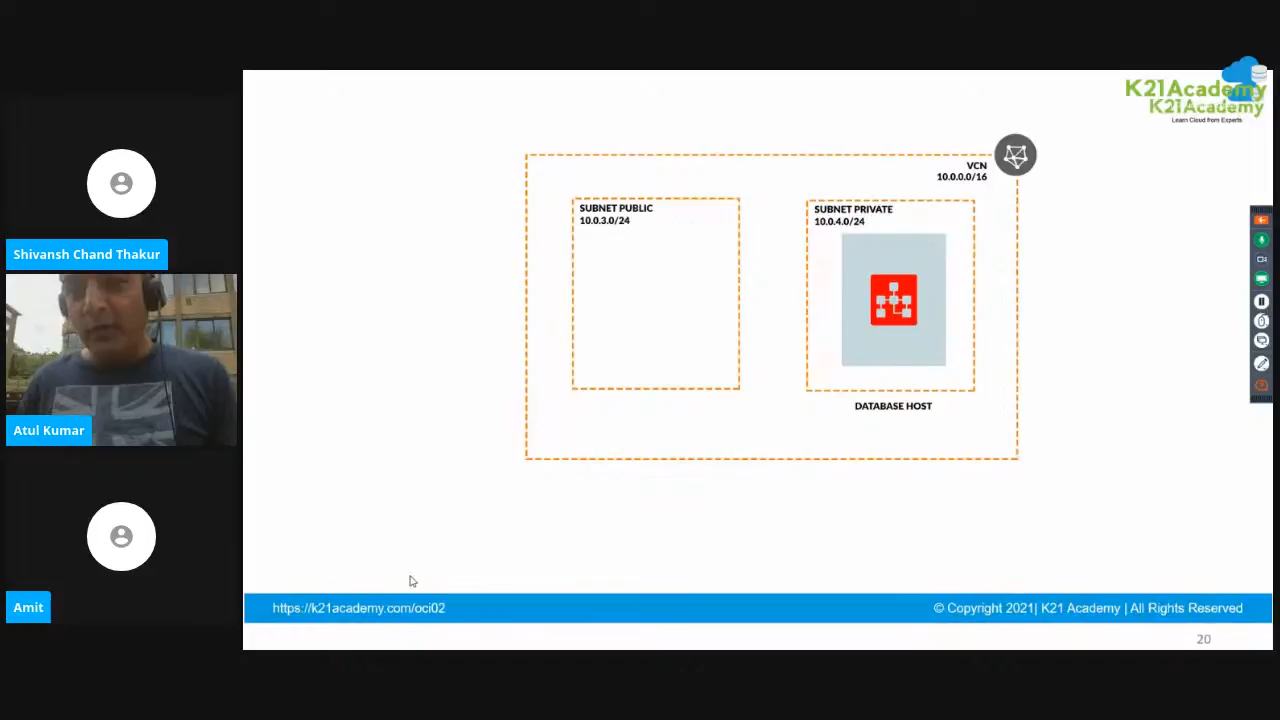 K21Academy
K21Academy
Learn Cloud from Experts
VCN
10.0.0.0/16
SUBNET PUBLIC
10.0.3.0/24
SUBNET PRIVATE
10.0.4.0/24
DATABASE HOST
Shivansh Chand Thakur
Atul Kumar
Amit
https://k21academy.com/oci02
© Copyright 2021| K21 Academy | All Rights Reserved
20